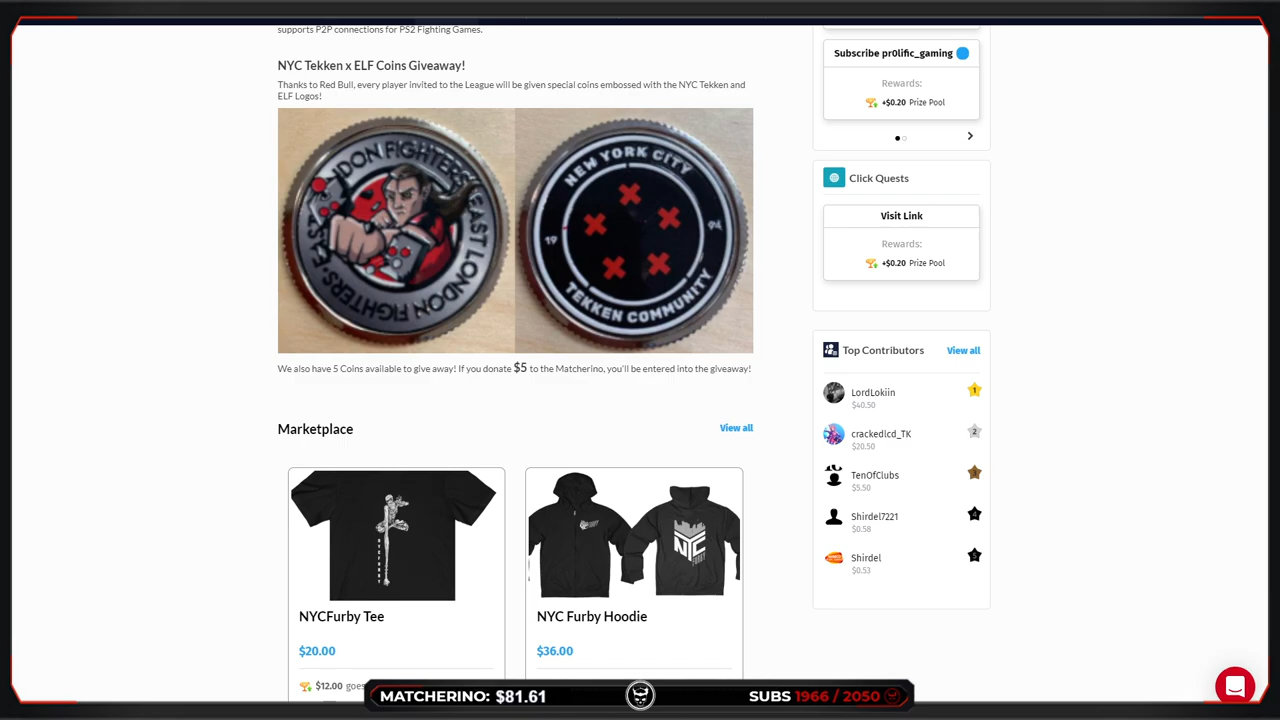 supports P2P connections for PS2 Fighting Games.
NYC Tekken x ELF Coins Giveaway!
Thanks to Red Bull, every player invited to the League will be given special coins embossed with the NYC Tekken and
ELF Logos!
EAST LONDON FIGHTERS
EAST LONDON FIGHTERS
NEW YORK CITY
19 94
TEKKEN COMMUNITY
We also have 5 Coins available to give away! If you donate $5 to the Matcherino, you'll be entered into the giveaway!
Marketplace
View all
NYC
FURBY
NYCFurby Tee
$20.00
$12.00 goes
NYC Furby Hoodie
$36.00
Subscribe pr0lific_gaming
Rewards:
+$0.20 Prize Pool
Click Quests
Visit Link
Rewards:
+$0.20 Prize Pool
Top Contributors View all
LordLokiin 1
$40.50
crackedlcd_TK 2
$20.50
TenOfClubs 3
$5.50
Shirdel7221
$0.58
Shirdel
$0.53
MATCHERINO: $81.61
SUBS 1966 / 2050